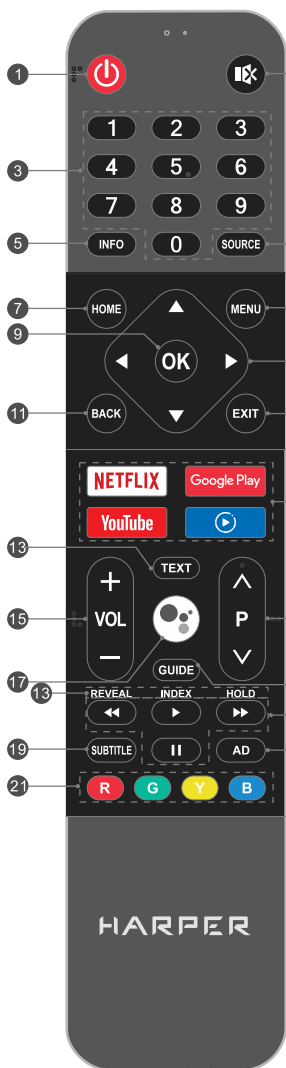 1
1 2 3
3
4 5 6
7 8 9
5
INFO 0 SOURCE
7
HOME MENU
9
OK
11
BACK EXIT
NETFLIX Google Play
YouTube
13
TEXT
+
15
VOL P
−
17
GUIDE
13
REVEAL INDEX HOLD
19
SUBTITLE AD
21
R G Y B
HARPER